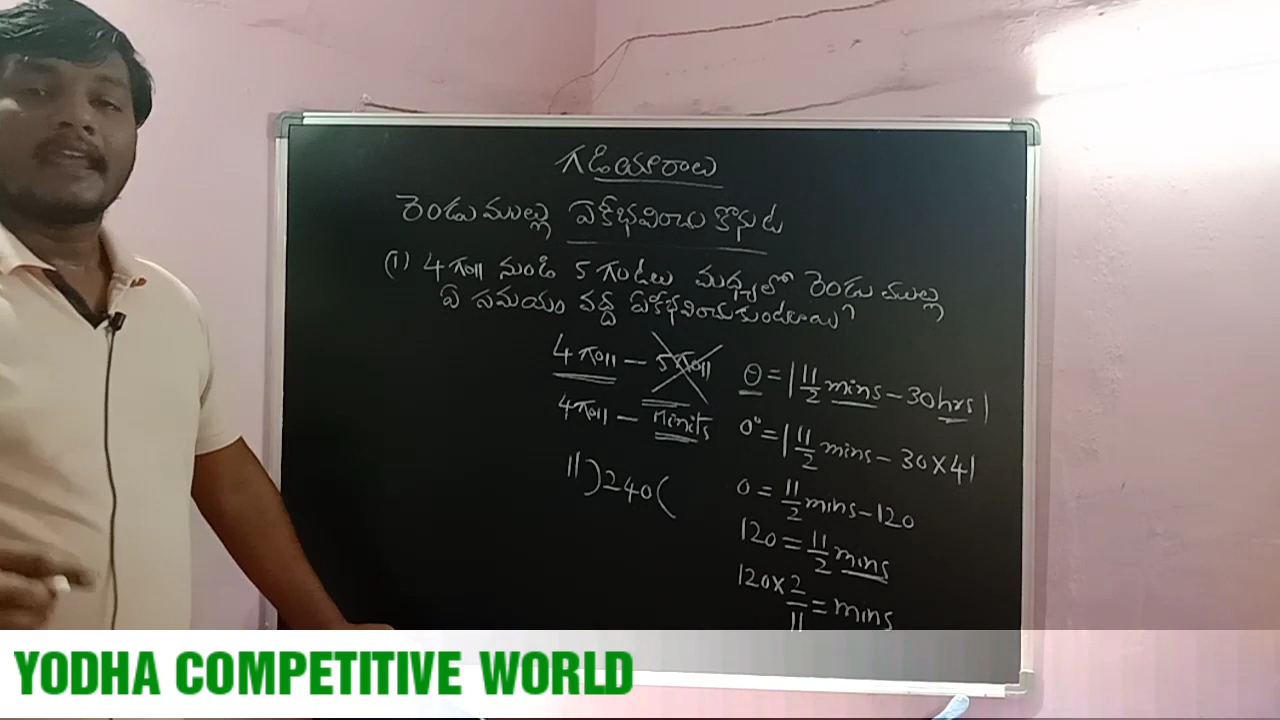 గడియారాలు
రెండు ముల్లు ఏకీభవించు కొనుట
(1) 4 గం॥ నుండి 5 గంటలు మధ్యలో రెండు ముల్లు
ఏ సమయం వద్ద ఏకీభవించుకుంటాయి?
4 గం॥ – 5 గం॥
4 గం॥ – Minits
11)240(
θ = |11/2 mins – 30 hrs|
0° = |11/2 mins – 30×4|
0 = 11/2 mins – 120
120 = 11/2 mins
120 × 2/11 = mins
YODHA COMPETITIVE WORLD